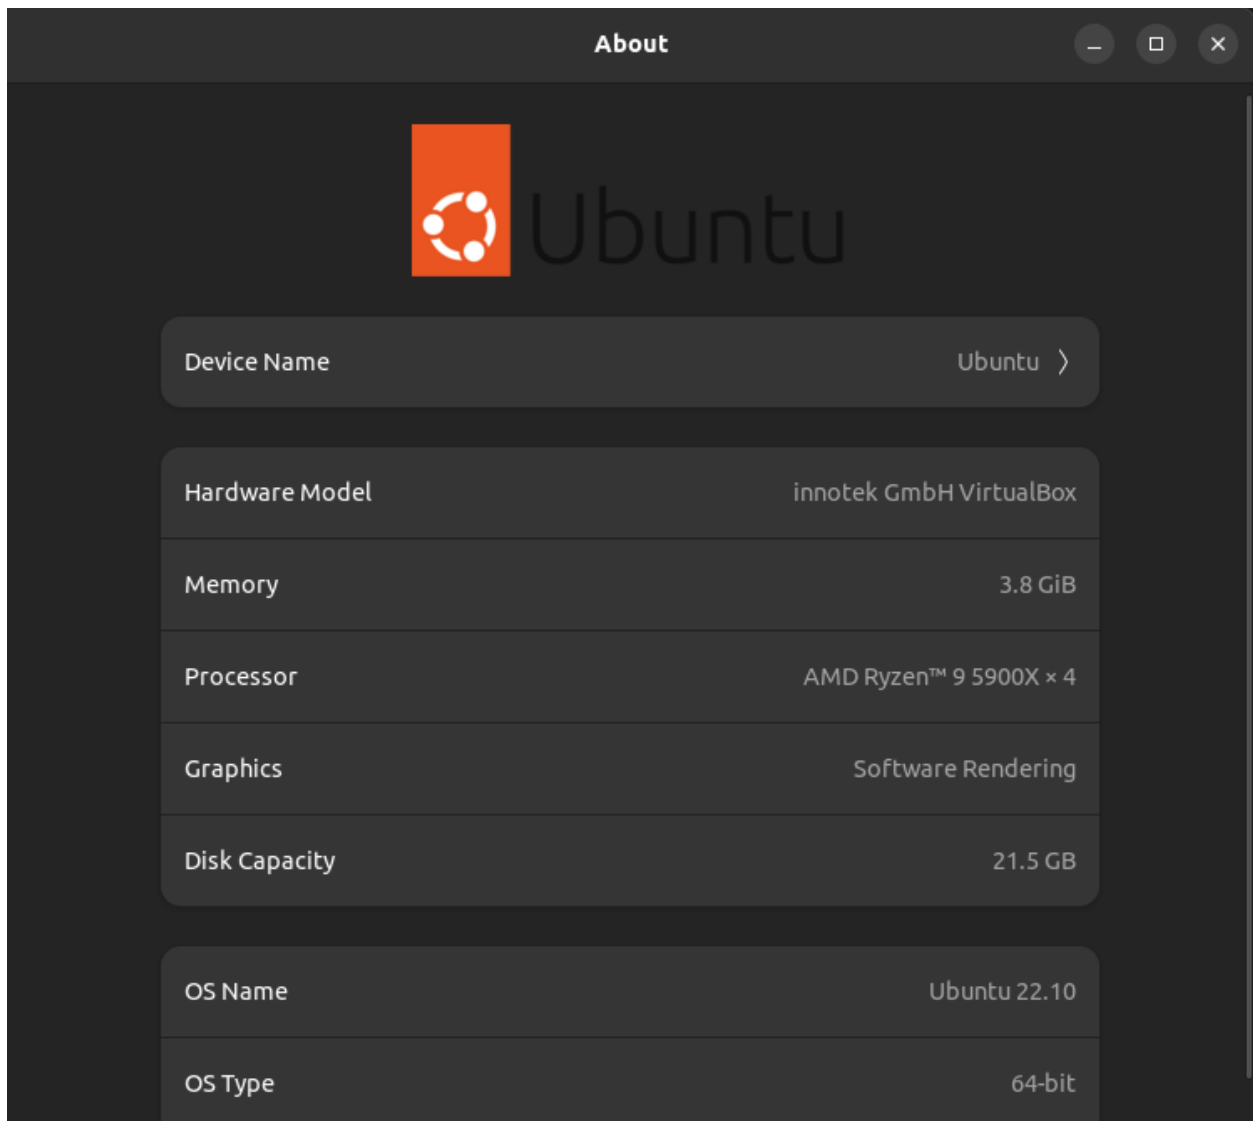 About
Ubuntu
Device Name Ubuntu
Hardware Model innotek GmbH VirtualBox
Memory 3.8 GiB
Processor AMD Ryzen™ 9 5900X × 4
Graphics Software Rendering
Disk Capacity 21.5 GB
OS Name Ubuntu 22.10
OS Type 64-bit